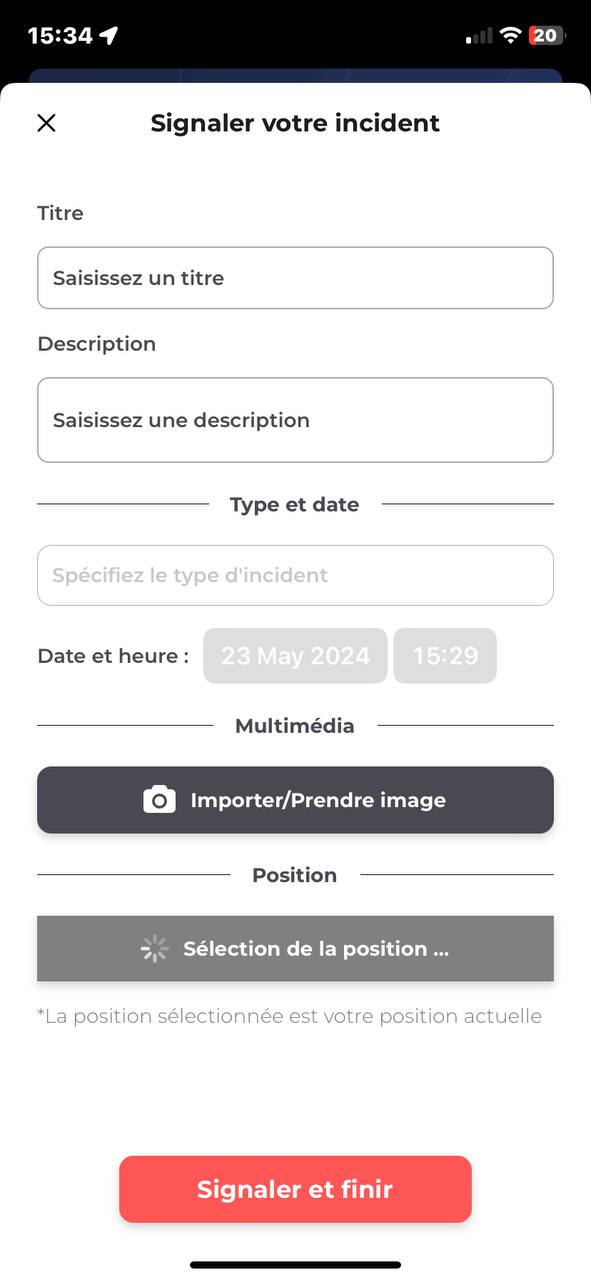 15:34
20
Signaler votre incident
Titre
Saisissez un titre
Description
Saisissez une description
Type et date
Spécifiez le type d'incident
Date et heure : 23 May 2024 15:29
Multimédia
Importer/Prendre image
Position
Sélection de la position ...
*La position sélectionnée est votre position actuelle
Signaler et finir